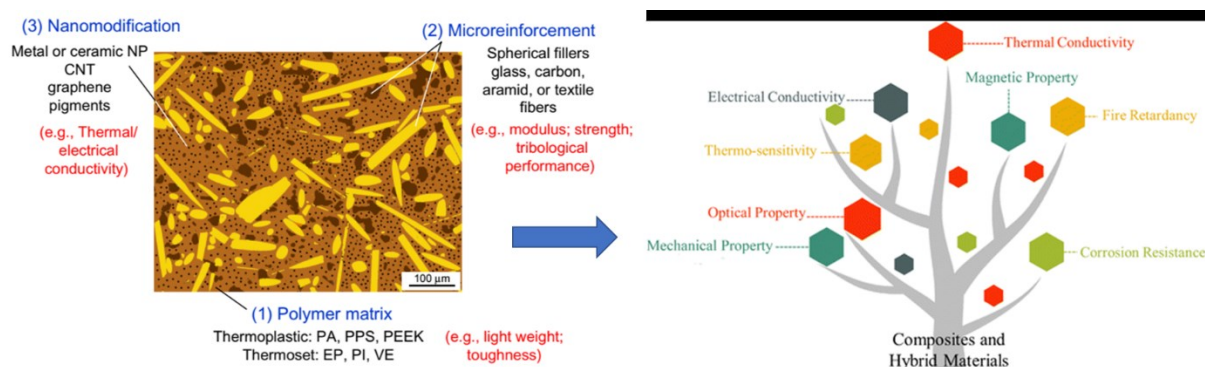 (3) Nanomodification
Metal or ceramic NP
CNT
graphene
pigments
(e.g., Thermal/
electrical
conductivity)
(2) Microreinforcement
Spherical fillers
glass, carbon,
aramid, or textile
fibers
(e.g., modulus; strength;
tribological
performance)
100 µm
(1) Polymer matrix
Thermoplastic: PA, PPS, PEEK
Thermoset: EP, PI, VE
(e.g., light weight;
toughness)
Thermal Conductivity
Magnetic Property
Electrical Conductivity
Fire Retardancy
Thermo-sensitivity
Optical Property
Mechanical Property
Corrosion Resistance
Composites and
Hybrid Materials